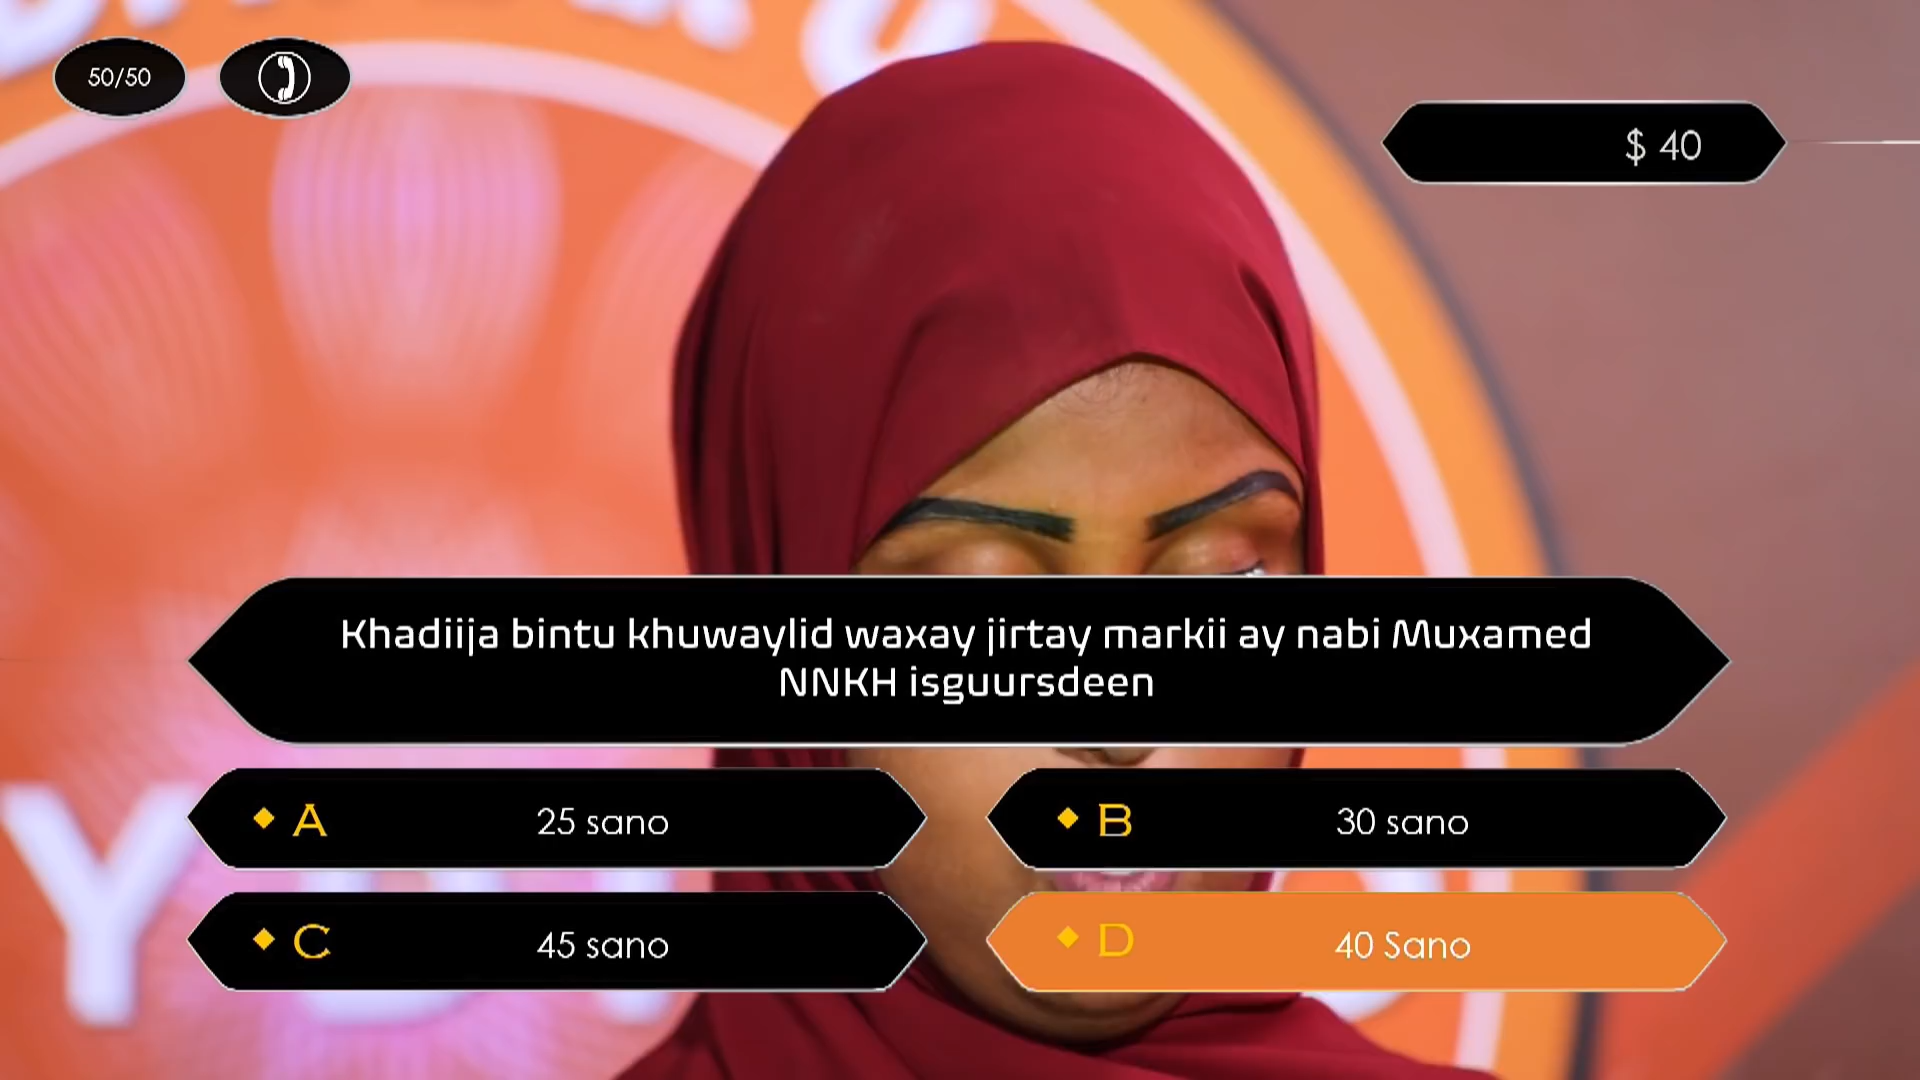 50/50
$ 40
Khadiija bintu khuwaylid waxay jirtay markii ay nabi Muxamed
NNKH isguursdeen
A 25 sano
B 30 sano
C 45 sano
D 40 Sano